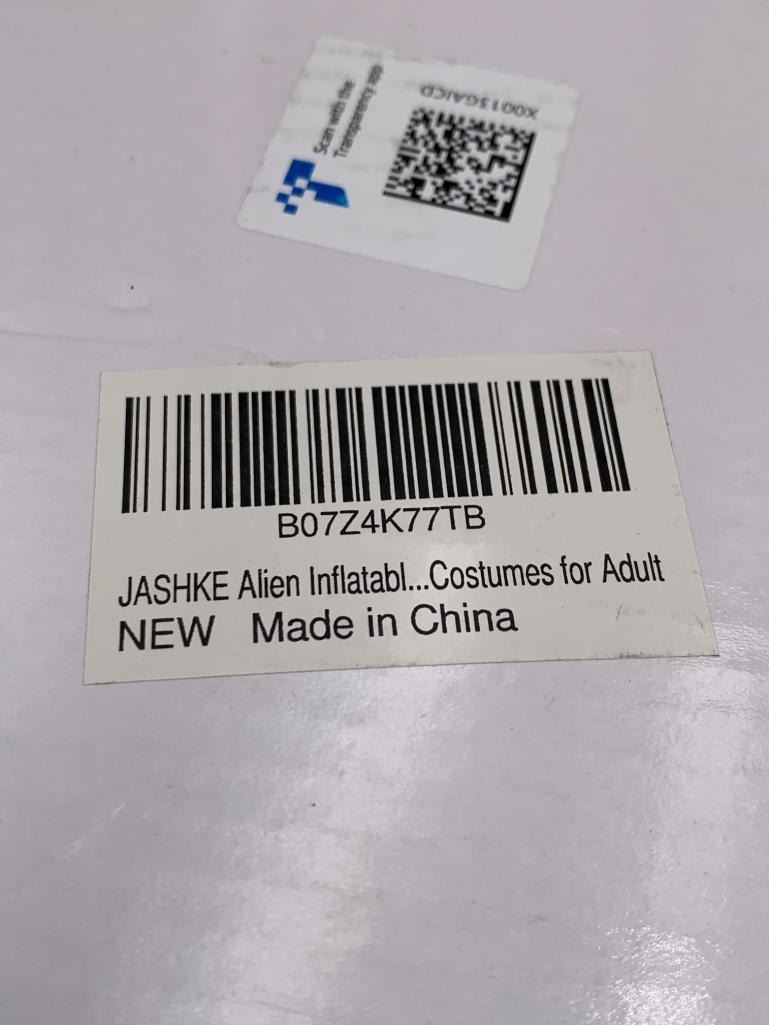 Scan with the
Transparency app
X0013GAICD
B07Z4K77TB
JASHKE Alien Inflatabl...Costumes for Adult
NEW Made in China